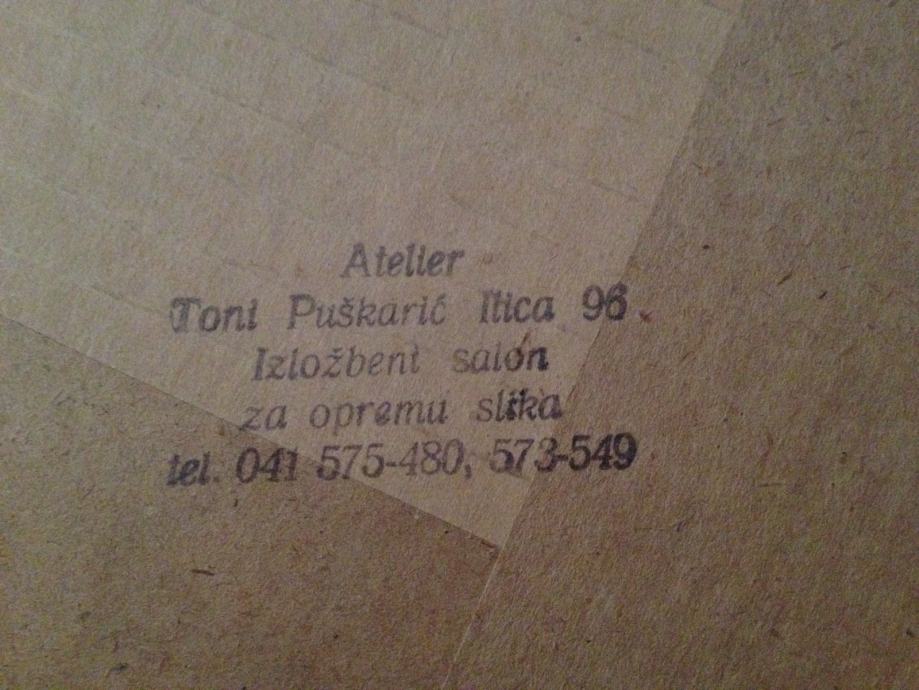 Atelier
Toni Puškarić Ilica 96
Izložbeni salon
za opremu slika
tel. 041 575-480, 573-549